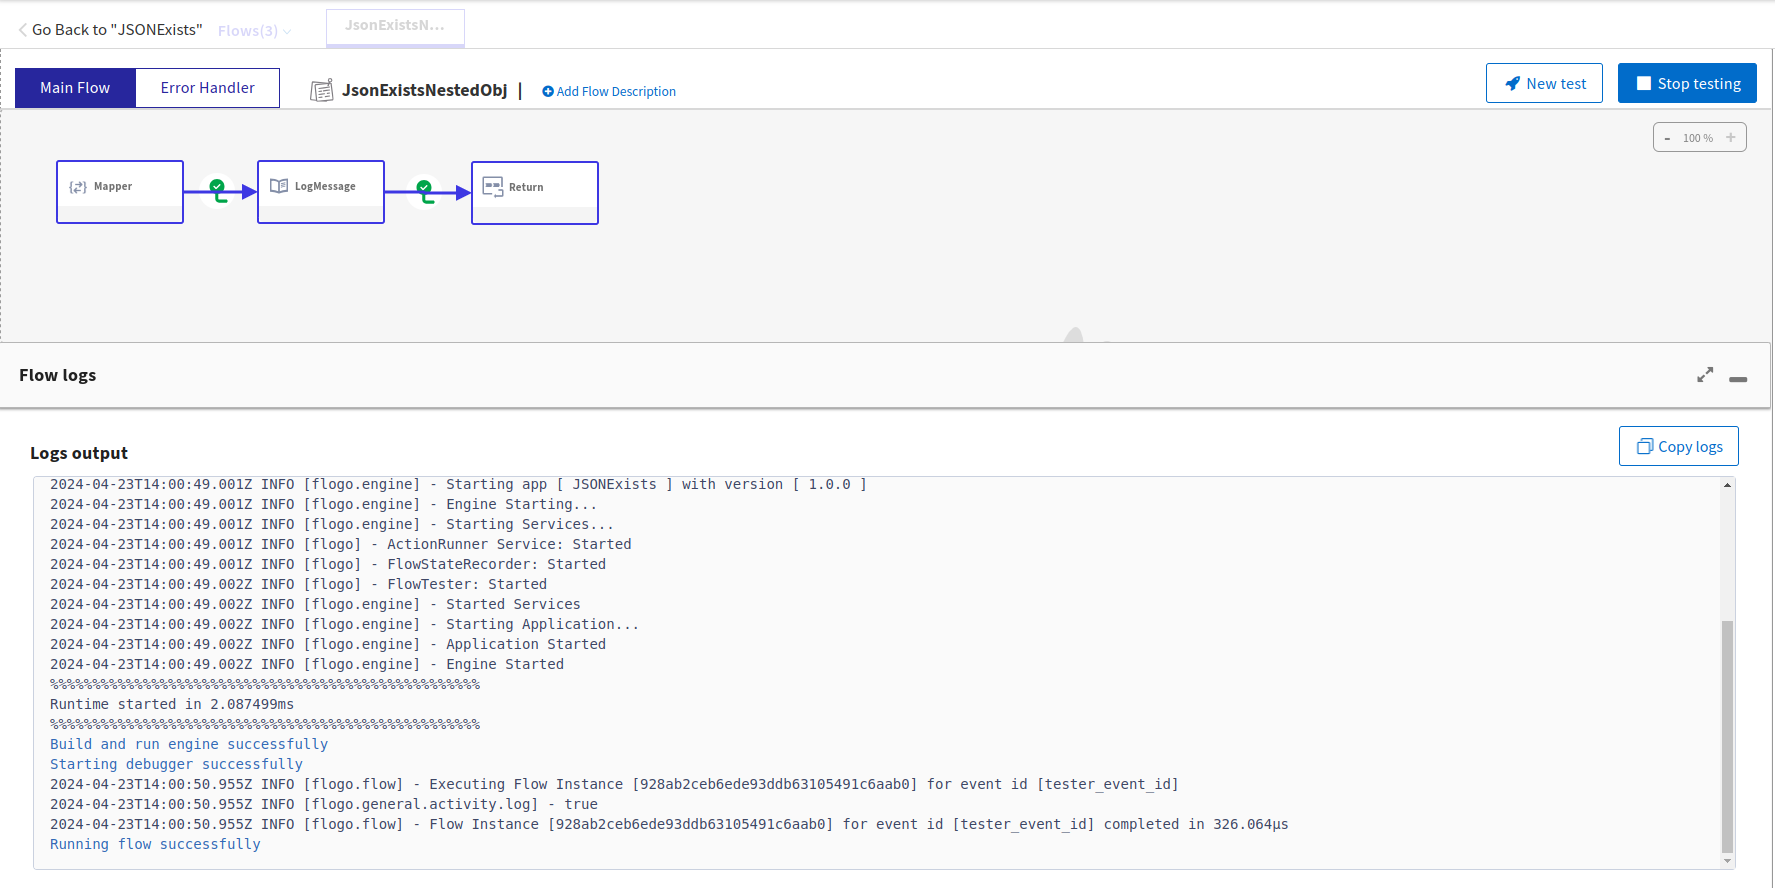 Go Back to "JSONExists" Flows(3) JsonExistsN...
Main Flow Error Handler JsonExistsNestedObj | Add Flow Description New test Stop testing
- 100 % +
Mapper LogMessage Return
Flow logs
Logs output Copy logs
2024-04-23T14:00:49.001Z INFO [flogo.engine] - Starting app [ JSONExists ] with version [ 1.0.0 ]
2024-04-23T14:00:49.001Z INFO [flogo.engine] - Engine Starting...
2024-04-23T14:00:49.001Z INFO [flogo.engine] - Starting Services...
2024-04-23T14:00:49.001Z INFO [flogo] - ActionRunner Service: Started
2024-04-23T14:00:49.001Z INFO [flogo] - FlowStateRecorder: Started
2024-04-23T14:00:49.002Z INFO [flogo] - FlowTester: Started
2024-04-23T14:00:49.002Z INFO [flogo.engine] - Started Services
2024-04-23T14:00:49.002Z INFO [flogo.engine] - Starting Application...
2024-04-23T14:00:49.002Z INFO [flogo.engine] - Application Started
2024-04-23T14:00:49.002Z INFO [flogo.engine] - Engine Started
%%%%%%%%%%%%%%%%%%%%%%%%%%%%%%%%%%%%%%%%%%%%%%%%%%%
Runtime started in 2.087499ms
%%%%%%%%%%%%%%%%%%%%%%%%%%%%%%%%%%%%%%%%%%%%%%%%%%%
Build and run engine successfully
Starting debugger successfully
2024-04-23T14:00:50.955Z INFO [flogo.flow] - Executing Flow Instance [928ab2ceb6ede93ddb63105491c6aab0] for event id [tester_event_id]
2024-04-23T14:00:50.955Z INFO [flogo.general.activity.log] - true
2024-04-23T14:00:50.955Z INFO [flogo.flow] - Flow Instance [928ab2ceb6ede93ddb63105491c6aab0] for event id [tester_event_id] completed in 326.064µs
Running flow successfully